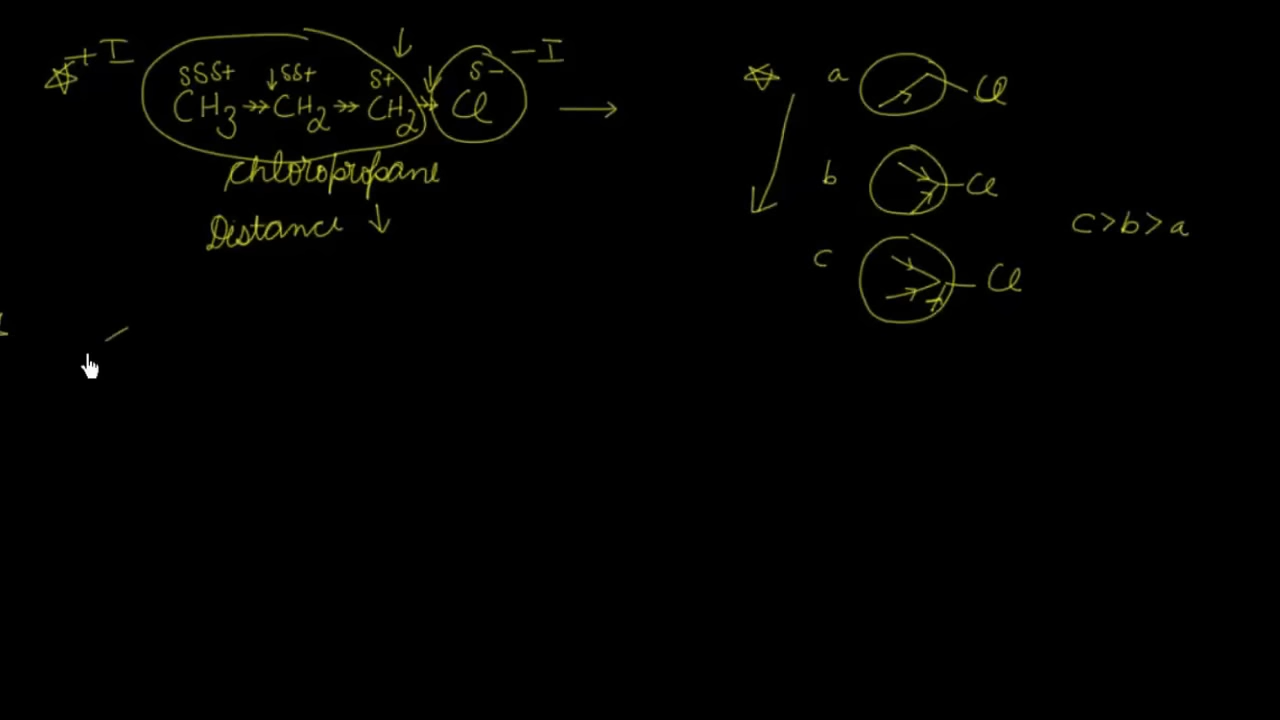 +I δδδ+ δδ+ δ+ δ- -I
CH3 →» CH2 →» CH2 →» Cl →
Chloropropane
Distance ↓
a Cl
b Cl
c Cl
c>b>a